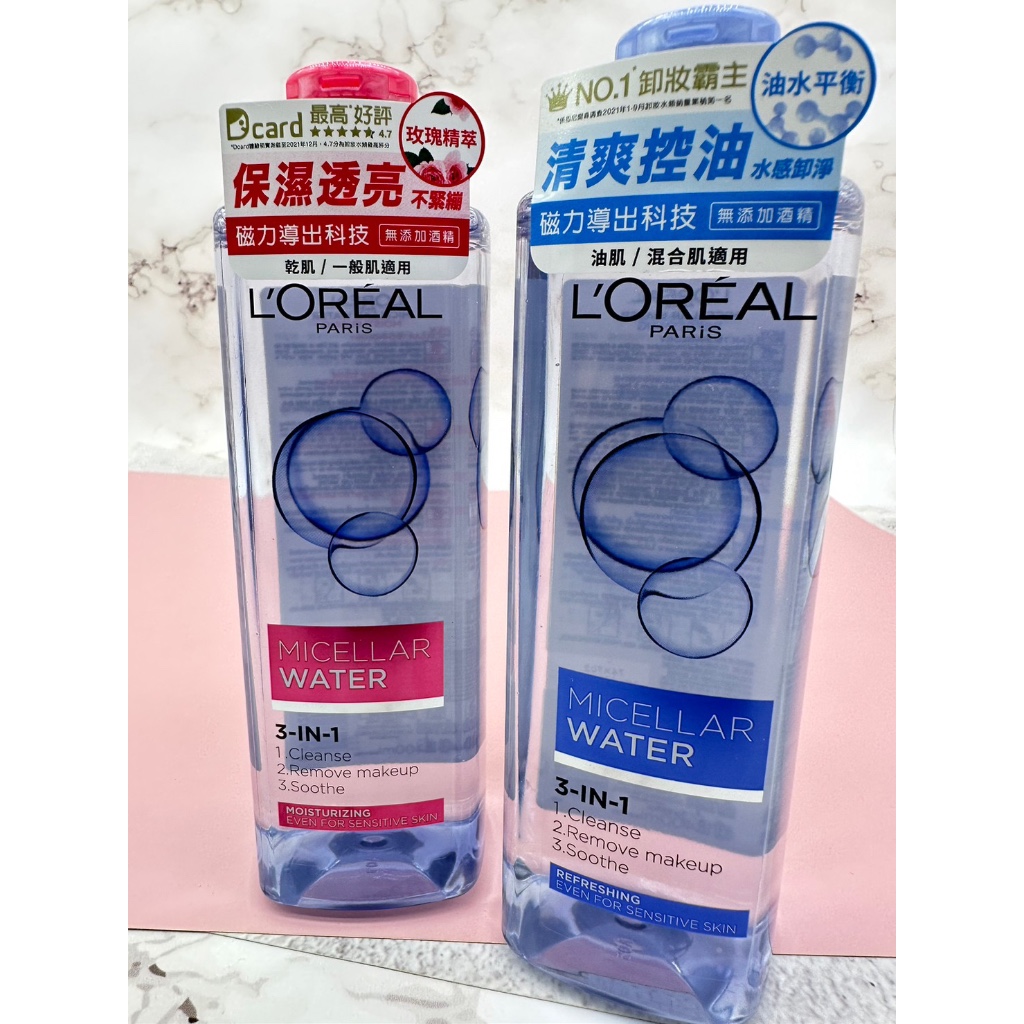 Dcard 最高*好評
★★★★★ 4.7
玫瑰精萃
保濕透亮
不緊繃
磁力導出科技 無添加酒精
乾肌 / 一般肌適用
L'ORÉAL
PARiS
MICELLAR
WATER
3-IN-1
1.Cleanse
2.Remove makeup
3.Soothe
MOISTURIZING
EVEN FOR SENSITIVE SKIN
NO.1*卸妝霸主
油水平衡
清爽控油 水感卸淨
磁力導出科技 無添加酒精
油肌 / 混合肌適用
L'ORÉAL
PARiS
MICELLAR
WATER
3-IN-1
1.Cleanse
2.Remove makeup
3.Soothe
REFRESHING
EVEN FOR SENSITIVE SKIN